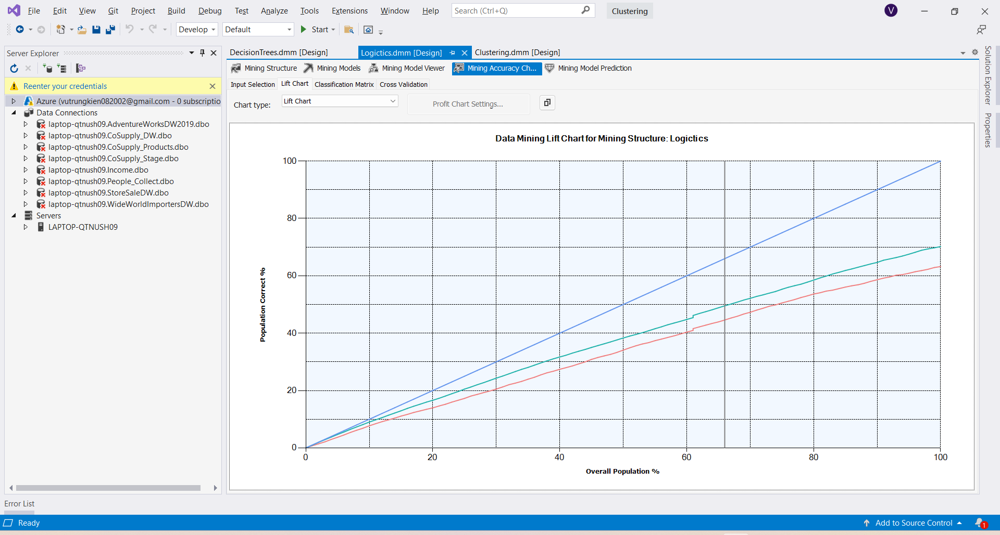 File Edit View Git Project Build Debug Test Analyze Tools Extensions Window Help Search (Ctrl+Q) Clustering V
Develop Default Start
Server Explorer
Reenter your credentials
Azure (vutrungkien082002@gmail.com - 0 subscriptio
Data Connections
laptop-qtnush09.AdventureWorksDW2019.dbo
laptop-qtnush09.CoSupply_DW.dbo
laptop-qtnush09.CoSupply_Products.dbo
laptop-qtnush09.CoSupply_Stage.dbo
laptop-qtnush09.Income.dbo
laptop-qtnush09.People_Collect.dbo
laptop-qtnush09.StoreSaleDW.dbo
laptop-qtnush09.WideWorldImportersDW.dbo
Servers
LAPTOP-QTNUSH09
DecisionTrees.dmm [Design] Logictics.dmm [Design] Clustering.dmm [Design]
Mining Structure Mining Models Mining Model Viewer Mining Accuracy Ch... Mining Model Prediction
Input Selection Lift Chart Classification Matrix Cross Validation
Chart type: Lift Chart Profit Chart Settings...
Data Mining Lift Chart for Mining Structure: Logictics
100
80
60
40
20
0
Population Correct %
0 20 40 60 80 100
Overall Population %
Solution Explorer
Properties
Error List
Ready Add to Source Control 1